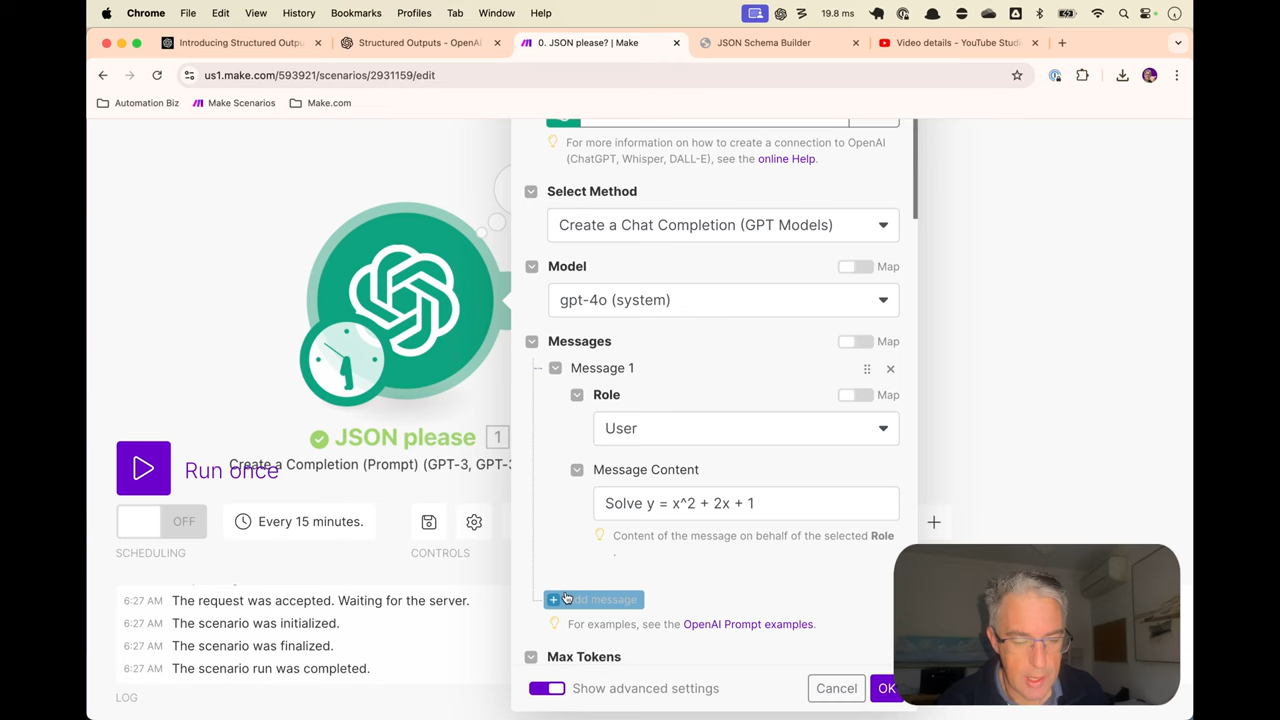 Chrome File Edit View History Bookmarks Profiles Tab Window Help 19.8 ms
Introducing Structured Outpu
Structured Outputs - OpenAI
0. JSON please? | Make
JSON Schema Builder
Video details - YouTube Studi
us1.make.com/593921/scenarios/2931159/edit
Automation Biz Make Scenarios Make.com
For more information on how to create a connection to OpenAI
(ChatGPT, Whisper, DALL-E), see the online Help.
Select Method
Create a Chat Completion (GPT Models)
Model Map
gpt-4o (system)
Messages Map
Message 1
Role Map
User
Message Content
Solve y = x^2 + 2x + 1
Content of the message on behalf of the selected Role
.
Add message
For examples, see the OpenAI Prompt examples.
Max Tokens
Show advanced settings
Cancel OK
JSON please 1
Create a Completion (Prompt) (GPT-3, GPT-3
Run once
OFF Every 15 minutes.
SCHEDULING CONTROLS
6:27 AM The request was accepted. Waiting for the server.
6:27 AM The scenario was initialized.
6:27 AM The scenario was finalized.
6:27 AM The scenario run was completed.
LOG